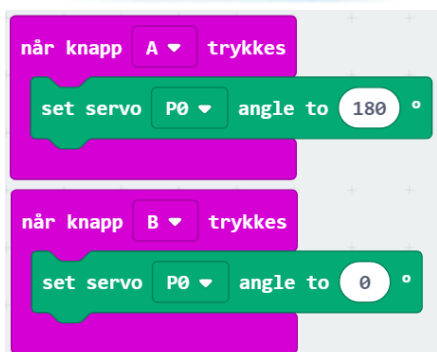 når knapp A trykkes
set servo P0 angle to 180 °
når knapp B trykkes
set servo P0 angle to 0 °